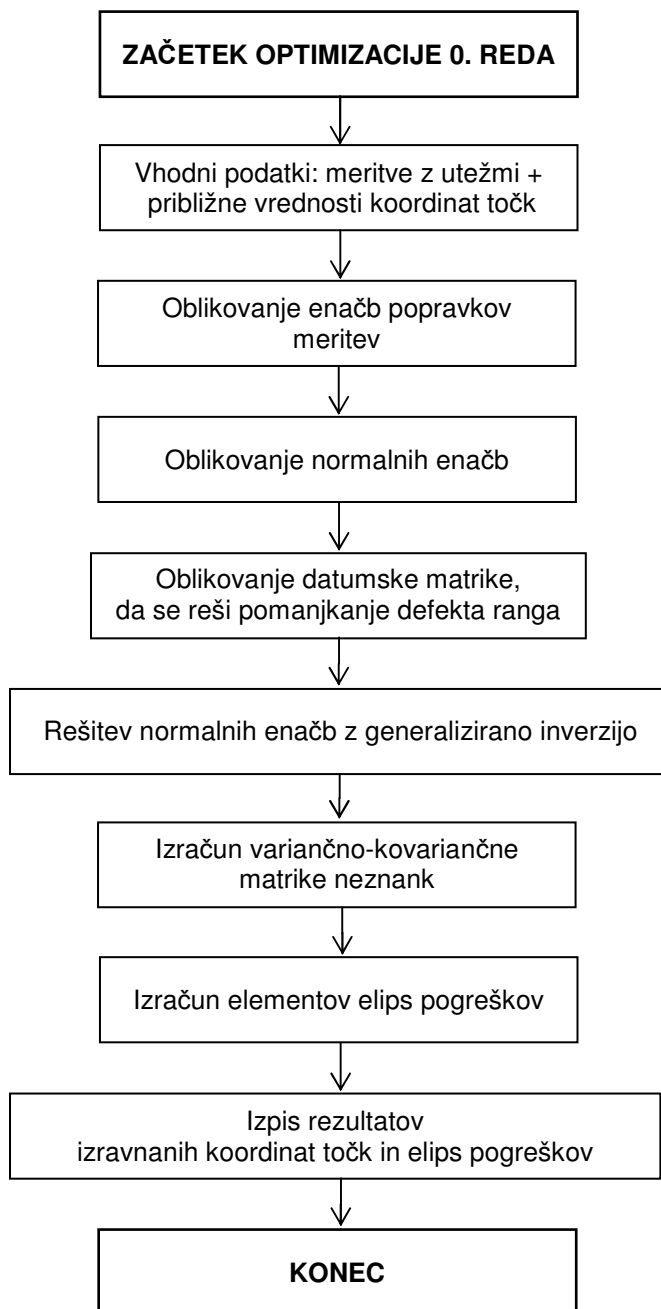 ZAČETEK OPTIMIZACIJE 0. REDA
Vhodni podatki: meritve z utežmi +
približne vrednosti koordinat točk
Oblikovanje enačb popravkov
meritev
Oblikovanje normalnih enačb
Oblikovanje datumske matrike,
da se reši pomanjkanje defekta ranga
Rešitev normalnih enačb z generalizirano inverzijo
Izračun variančno-kovariančne
matrike neznank
Izračun elementov elips pogreškov
Izpis rezultatov
izravnanih koordinat točk in elips pogreškov
KONEC